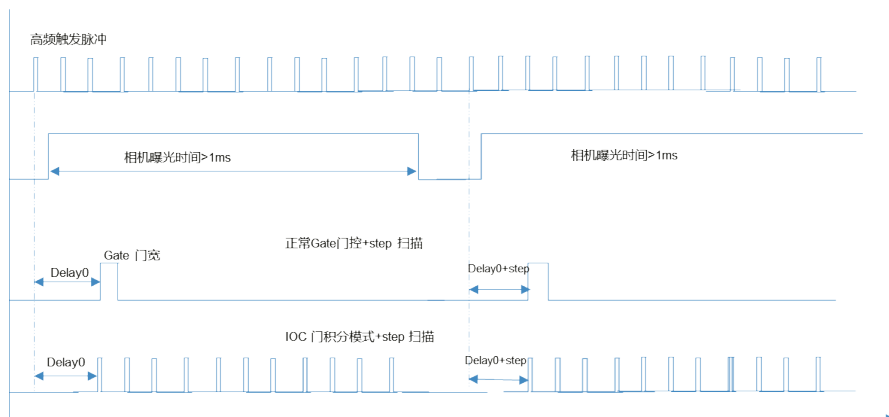 高频触发脉冲
相机曝光时间>1ms
相机曝光时间>1ms
正常Gate门控+step 扫描
Gate 门宽
Delay0
Delay0+step
IOC 门积分模式+step 扫描
Delay0
Delay0+step